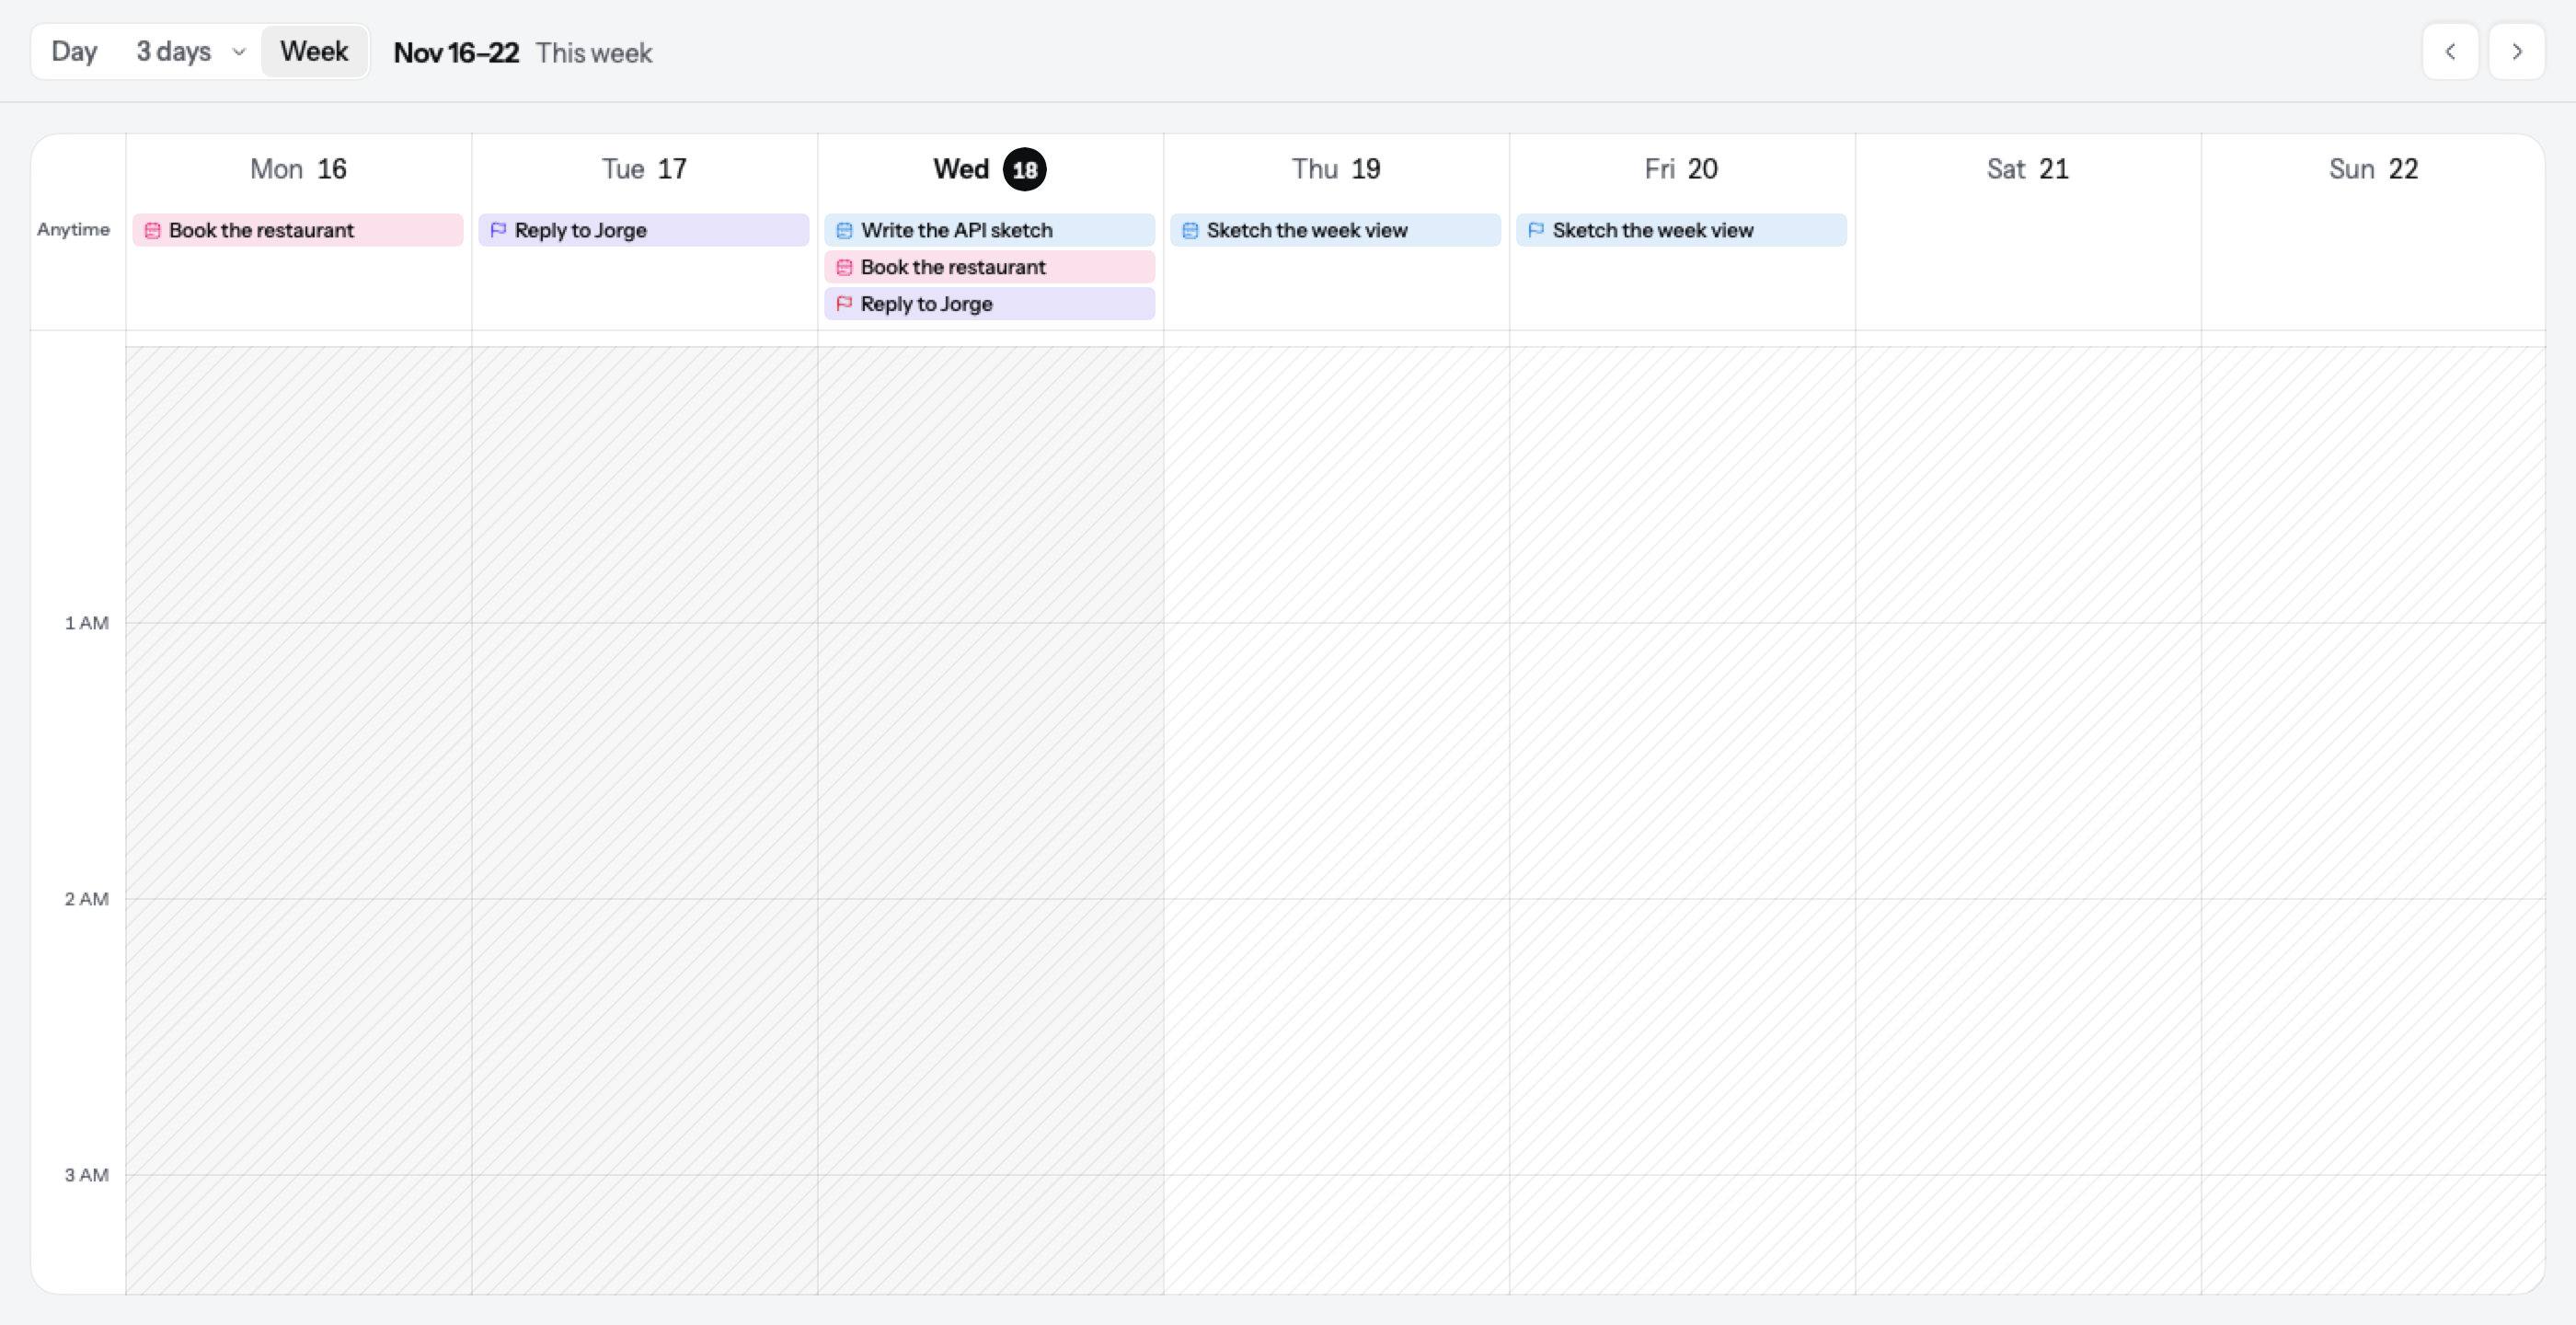 Day 3 days Week Nov 16–22 This week
Mon 16 Tue 17 Wed 18 Thu 19 Fri 20 Sat 21 Sun 22
Anytime Book the restaurant Reply to Jorge Write the API sketch Sketch the week view Sketch the week view
Book the restaurant
Reply to Jorge
1 AM
2 AM
3 AM